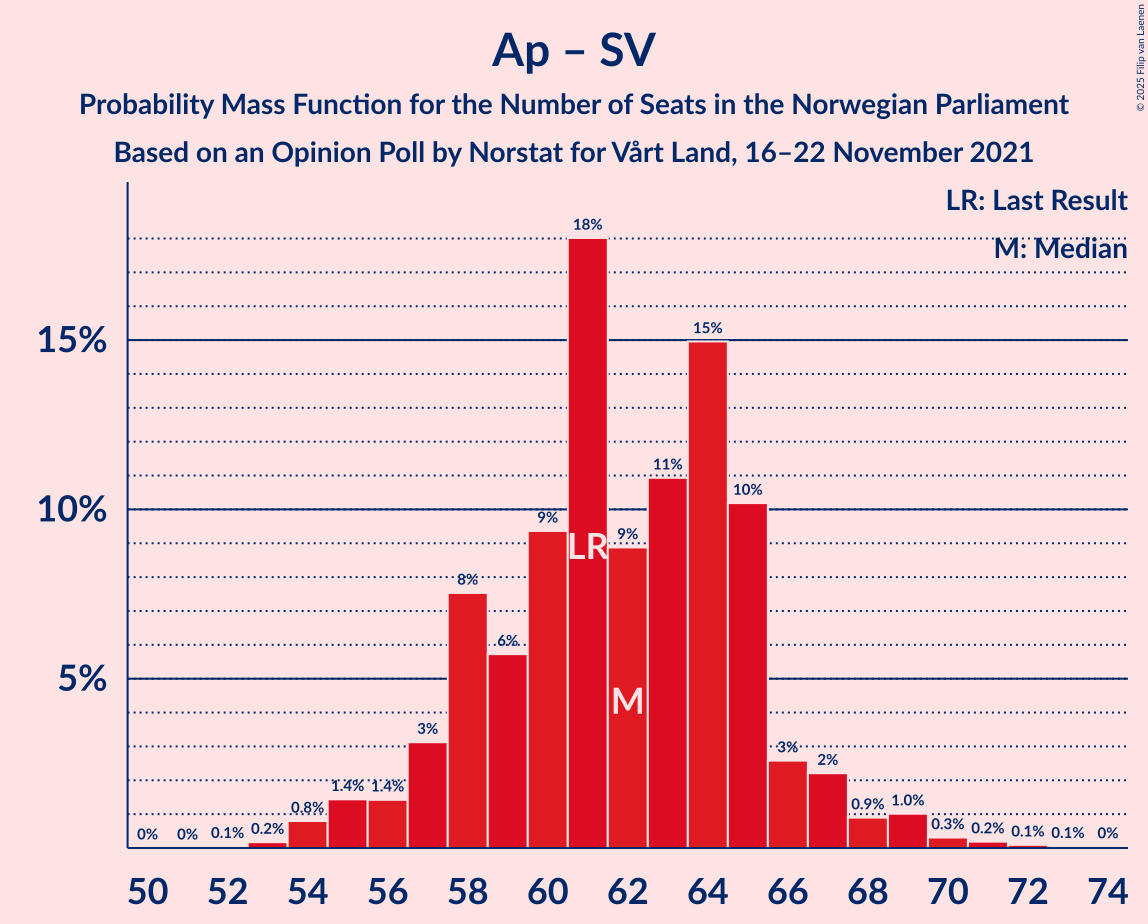 © 2025 Filip van Laenen
Ap – SV
Probability Mass Function for the Number of Seats in the Norwegian Parliament
Based on an Opinion Poll by Norstat for Vårt Land, 16–22 November 2021
LR: Last Result
M: Median
15%
10%
5%
0% 0% 0.1% 0.2% 0.8% 1.4% 1.4% 3% 8% 6% 9% 18% 9% 11% 15% 10% 3% 2% 0.9% 1.0% 0.3% 0.2% 0.1% 0.1% 0%
LR
M
50 52 54 56 58 60 62 64 66 68 70 72 74